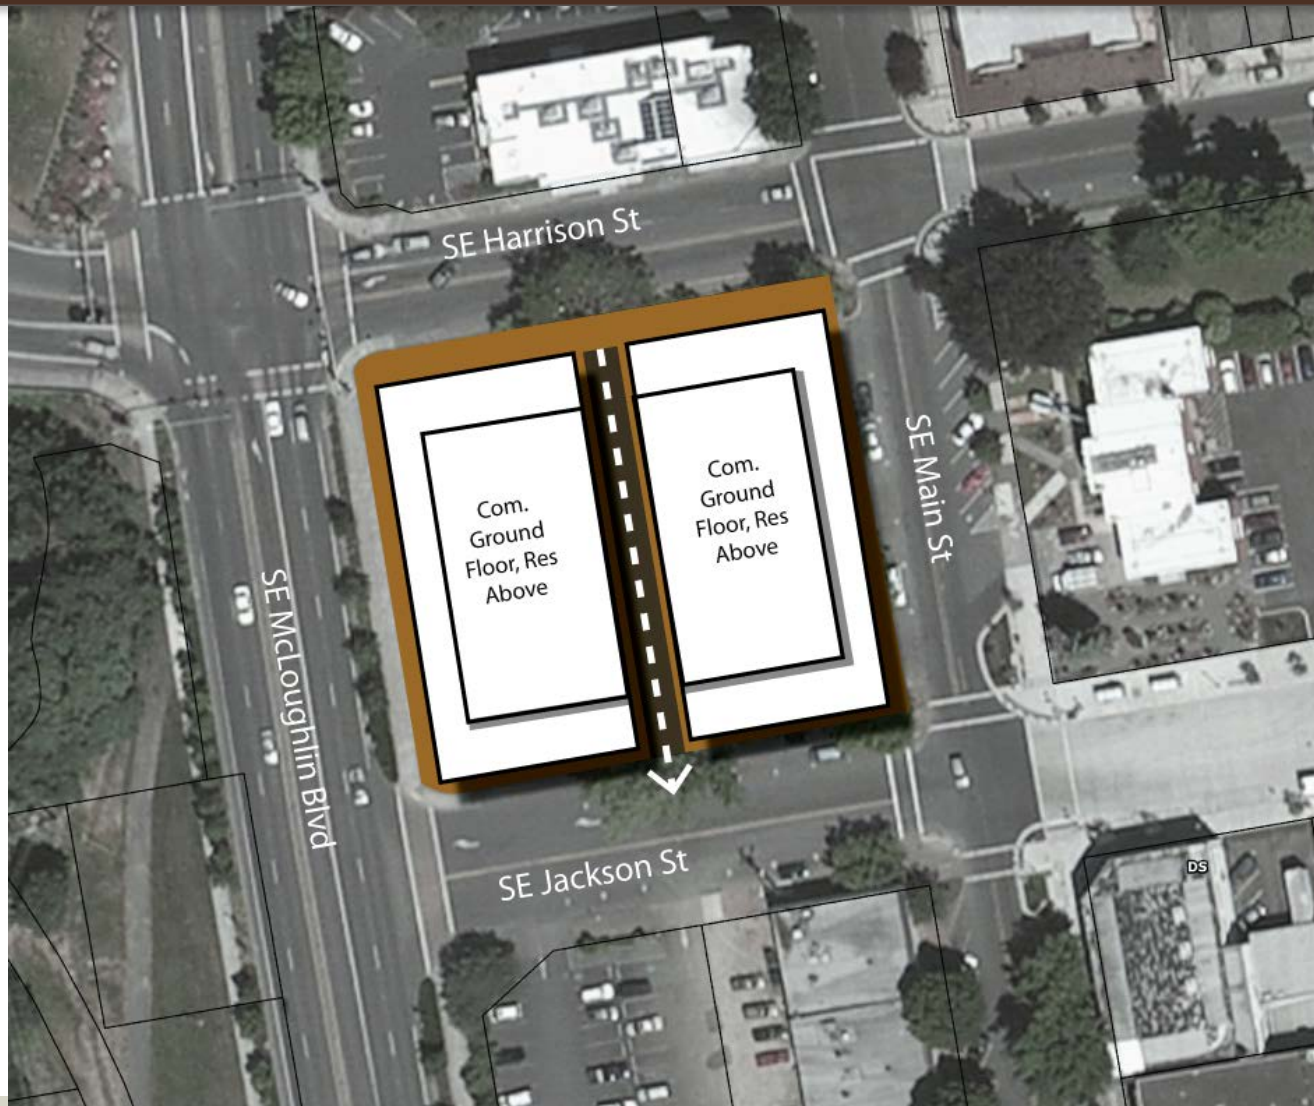 SE Harrison St
Com.
Ground
Floor, Res
Above
Com.
Ground
Floor, Res
Above
SE Main St
SE McLoughlin Blvd
SE Jackson St
DS